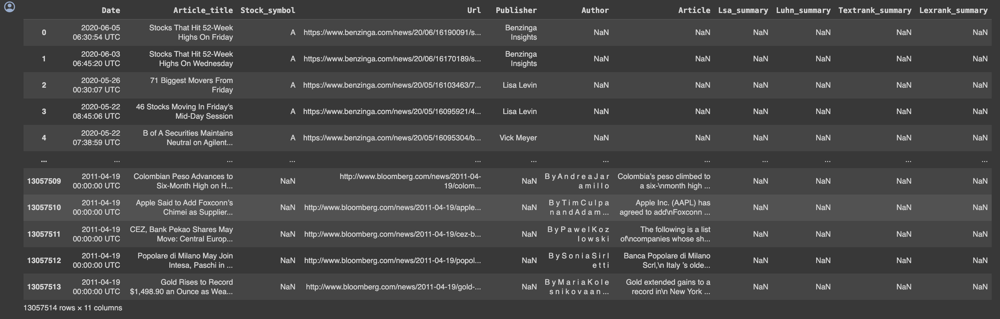 Date Article_title Stock_symbol Url Publisher Author Article Lsa_summary Luhn_summary Textrank_summary Lexrank_summary
0 2020-06-05 06:30:54 UTC Stocks That Hit 52-Week Highs On Friday A https://www.benzinga.com/news/20/06/16190091/s... Benzinga Insights NaN NaN NaN NaN NaN NaN
1 2020-06-03 06:45:20 UTC Stocks That Hit 52-Week Highs On Wednesday A https://www.benzinga.com/news/20/06/16170189/s... Benzinga Insights NaN NaN NaN NaN NaN NaN
2 2020-05-26 00:30:07 UTC 71 Biggest Movers From Friday A https://www.benzinga.com/news/20/05/16103463/7... Lisa Levin NaN NaN NaN NaN NaN NaN
3 2020-05-22 08:45:06 UTC 46 Stocks Moving In Friday's Mid-Day Session A https://www.benzinga.com/news/20/05/16095921/4... Lisa Levin NaN NaN NaN NaN NaN NaN
4 2020-05-22 07:38:59 UTC B of A Securities Maintains Neutral on Agilent... A https://www.benzinga.com/news/20/05/16095304/b... Vick Meyer NaN NaN NaN NaN NaN NaN
... ... ... ... ... ... ... ... ... ... ... ...
13057509 2011-04-19 00:00:00 UTC Colombian Peso Advances to Six-Month High on H... NaN http://www.bloomberg.com/news/2011-04-19/colom... NaN B y A n d r e a J a r a m i l l o Colombia’s peso climbed to a six-\nmonth high ... NaN NaN NaN NaN
13057510 2011-04-19 00:00:00 UTC Apple Said to Add Foxconn’s Chimei as Supplier... NaN http://www.bloomberg.com/news/2011-04-19/apple... NaN B y T i m C u l p a n a n d A d a m ... Apple Inc. (AAPL) has agreed to add\nFoxconn ... NaN NaN NaN NaN
13057511 2011-04-19 00:00:00 UTC CEZ, Bank Pekao Shares May Move: Central Europ... NaN http://www.bloomberg.com/news/2011-04-19/cez-b... NaN B y P a w e l K o z l o w s k i The following is a list of\ncompanies whose sh... NaN NaN NaN NaN
13057512 2011-04-19 00:00:00 UTC Popolare di Milano May Join Intesa, Paschi in ... NaN http://www.bloomberg.com/news/2011-04-19/popol... NaN B y S o n i a S i r l e t t i Banca Popolare di Milano Scrl,\n Italy ’s olde... NaN NaN NaN NaN
13057513 2011-04-19 00:00:00 UTC Gold Rises to Record $1,498.90 an Ounce as Wea... NaN http://www.bloomberg.com/news/2011-04-19/gold-... NaN B y M a r i a K o l e s n i k o v a a n ... Gold extended gains to a record in\n New York ... NaN NaN NaN NaN
13057514 rows × 11 columns